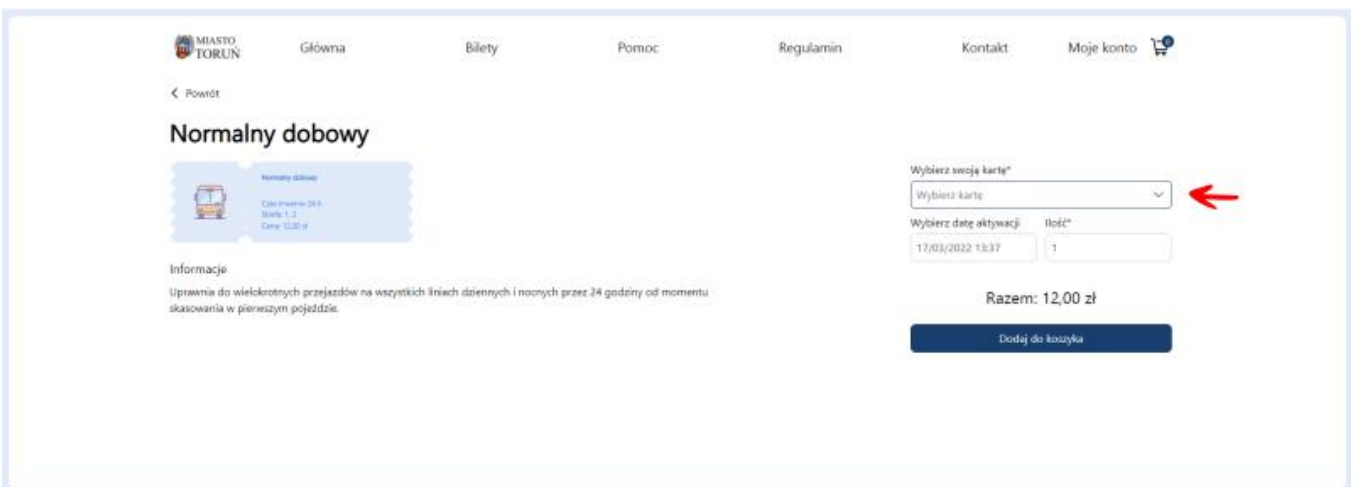 MIASTO
TORUŃ
Główna
Bilety
Pomoc
Regulamin
Kontakt
Moje konto
0
Powrót
Normalny dobowy
Normalny dobowy
Czas trwania: 24 h
Strefa: 1, 2
Cena: 12,00 zł
Wybierz swoją kartę*
Wybierz kartę
Wybierz datę aktywacji
Ilość*
17/03/2022 13:37
1
Informacje
Uprawnia do wielokrotnych przejazdów na wszystkich liniach dziennych i nocnych przez 24 godziny od momentu
skasowania w pierwszym pojeździe.
Razem: 12,00 zł
Dodaj do koszyka